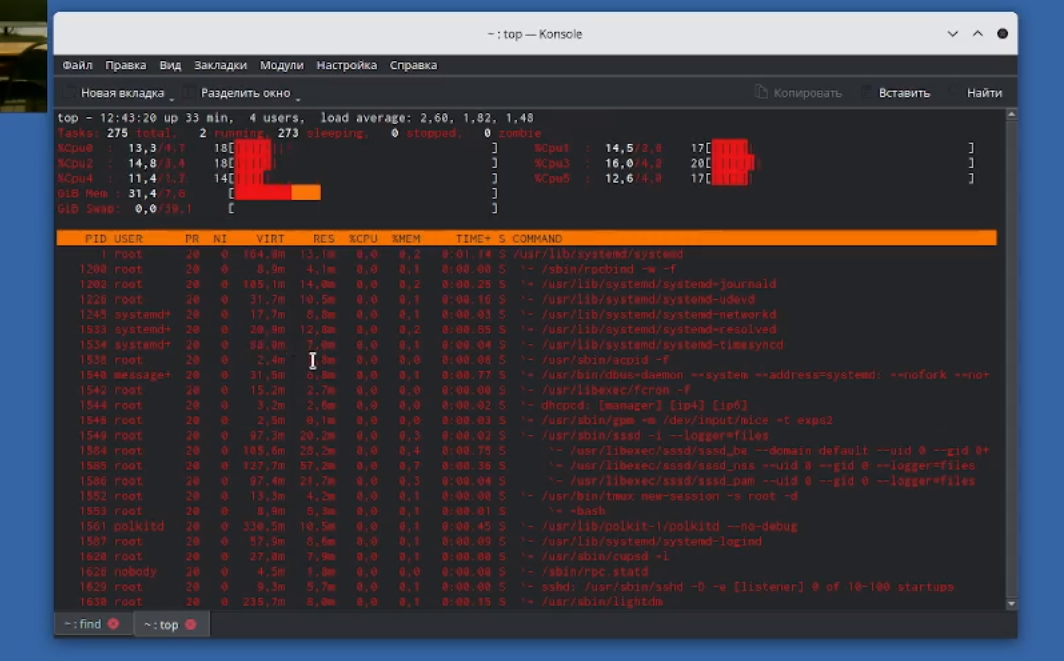 ~ : top — Konsole
Файл Правка Вид Закладки Модули Настройка Справка
Новая вкладка Разделить окно Копировать Вставить Найти
top - 12:43:20 up 33 min, 4 users, load average: 2,60, 1,82, 1,48
Tasks: 275 total, 2 running, 273 sleeping, 0 stopped, 0 zombie
%Cpu0 : 13,3/4,7 18[ ] %Cpu1 : 14,5/2,8 17[ ]
%Cpu2 : 14,8/3,4 18[ ] %Cpu3 : 16,0/4,0 20[ ]
%Cpu4 : 11,4/1,7 14[ ] %Cpu5 : 12,6/4,0 17[ ]
GiB Mem : 31,4/7,6 [ ]
GiB Swap: 0,0/39,1 [ ]
PID USER PR NI VIRT RES %CPU %MEM TIME+ S COMMAND
1 root 20 0 164,0m 13,1m 0,0 0,2 0:01.14 S /usr/lib/systemd/systemd
1200 root 20 0 8,9m 4,1m 0,0 0,1 0:00.00 S `- /sbin/rpcbind -w -f
1202 root 20 0 105,1m 14,0m 0,0 0,2 0:00.25 S `- /usr/lib/systemd/systemd-journald
1226 root 20 0 31,7m 10,5m 0,0 0,1 0:00.16 S `- /usr/lib/systemd/systemd-udevd
1245 systemd+ 20 0 17,7m 8,8m 0,0 0,1 0:00.03 S `- /usr/lib/systemd/systemd-networkd
1533 systemd+ 20 0 20,9m 12,8m 0,0 0,2 0:00.55 S `- /usr/lib/systemd/systemd-resolved
1534 systemd+ 20 0 88,0m 7,0m 0,0 0,1 0:00.04 S `- /usr/lib/systemd/systemd-timesyncd
1538 root 20 0 2,4m 0,0 0,0 0:00.06 S `- /usr/sbin/acpid -f
1540 message+ 20 0 31,5m 6,8m 0,0 0,1 0:00.77 S `- /usr/bin/dbus-daemon --system --address=systemd: --nofork --no+
1542 root 20 0 15,2m 2,7m 0,0 0,0 0:00.00 S `- /usr/libexec/fcron -f
1544 root 20 0 3,2m 2,6m 0,0 0,0 0:00.02 S `- dhcpcd: [manager] [ip4] [ip6]
1546 root 20 0 2,5m 0,1m 0,0 0,0 0:00.03 S `- /usr/sbin/gpm -m /dev/input/mice -t exps2
1549 root 20 0 87,3m 20,2m 0,0 0,3 0:00.02 S `- /usr/sbin/sssd -i --logger=files
1584 root 20 0 105,6m 28,2m 0,0 0,4 0:00.75 S `- /usr/libexec/sssd/sssd_be --domain default --uid 0 --gid 0+
1585 root 20 0 127,7m 57,2m 0,0 0,7 0:00.36 S `- /usr/libexec/sssd/sssd_nss --uid 0 --gid 0 --logger=files
1586 root 20 0 97,4m 21,7m 0,0 0,3 0:00.04 S `- /usr/libexec/sssd/sssd_pam --uid 0 --gid 0 --logger=files
1552 root 20 0 13,3m 4,2m 0,0 0,1 0:00.00 S `- /usr/bin/tmux new-session -s root -d
1553 root 20 0 8,9m 5,3m 0,0 0,1 0:00.01 S `- -bash
1561 polkitd 20 0 330,5m 10,5m 0,0 0,1 0:00.45 S `- /usr/lib/polkit-1/polkitd --no-debug
1587 root 20 0 57,9m 8,6m 0,0 0,1 0:00.09 S `- /usr/lib/systemd/systemd-logind
1620 root 20 0 27,0m 7,9m 0,0 0,1 0:00.00 S `- /usr/sbin/cupsd -l
1628 nobody 20 0 4,5m 1,8m 0,0 0,0 0:00.00 S `- /sbin/rpc.statd
1629 root 20 0 9,3m 5,7m 0,0 0,1 0:00.00 S `- sshd: /usr/sbin/sshd -D -e [listener] 0 of 10-100 startups
1630 root 20 0 235,7m 8,0m 0,0 0,1 0:00.15 S `- /usr/sbin/lightdm
~ : find ~ : top